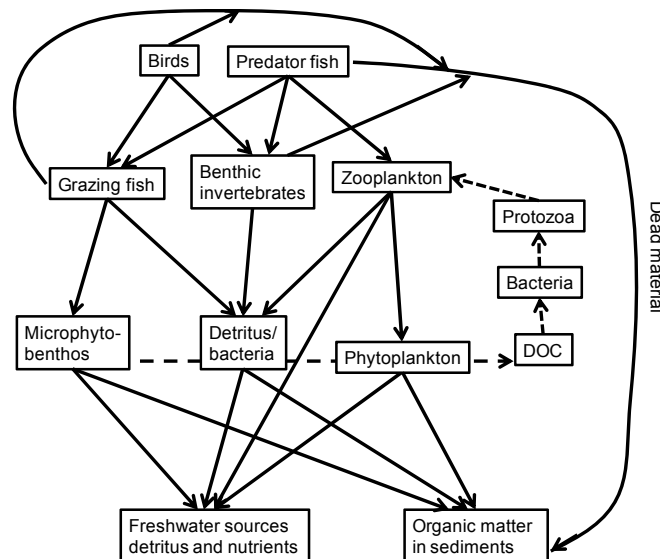 Birds
Predator fish
Grazing fish
Benthic
invertebrates
Zooplankton
Protozoa
Bacteria
Dead material
Microphyto-
benthos
Detritus/
bacteria
Phytoplankton
DOC
Freshwater sources
detritus and nutrients
Organic matter
in sediments